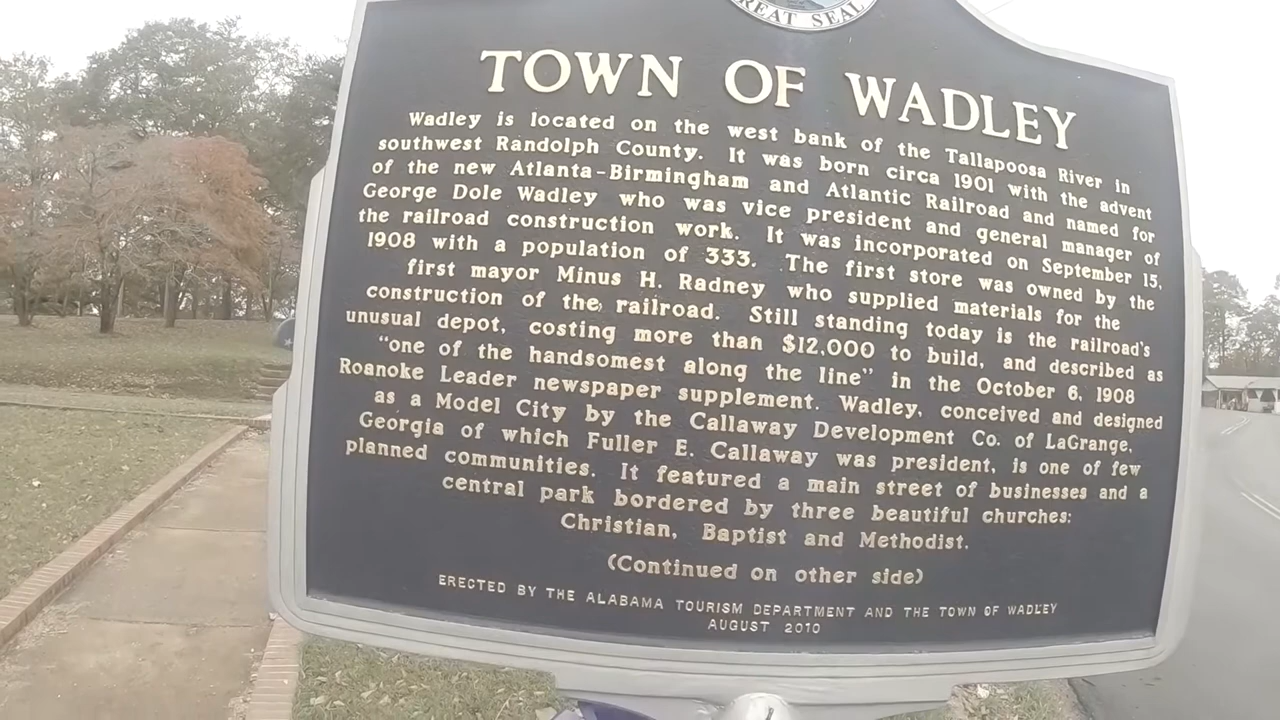 REAT SEAL
TOWN OF WADLEY
Wadley is located on the west bank of the Tallapoosa River in
southwest Randolph County. It was born circa 1901 with the advent
of the new Atlanta-Birmingham and Atlantic Railroad and named for
George Dole Wadley who was vice president and general manager of
the railroad construction work. It was incorporated on September 15,
1908 with a population of 333. The first store was owned by the
first mayor Minus H. Radney who supplied materials for the
construction of the railroad. Still standing today is the railroad's
unusual depot, costing more than $12,000 to build, and described as
“one of the handsomest along the line” in the October 6, 1908
Roanoke Leader newspaper supplement. Wadley, conceived and designed
as a Model City by the Callaway Development Co. of LaGrange,
Georgia of which Fuller E. Callaway was president, is one of few
planned communities. It featured a main street of businesses and a
central park bordered by three beautiful churches:
Christian, Baptist and Methodist.
(Continued on other side)
ERECTED BY THE ALABAMA TOURISM DEPARTMENT AND THE TOWN OF WADLEY
AUGUST 2010